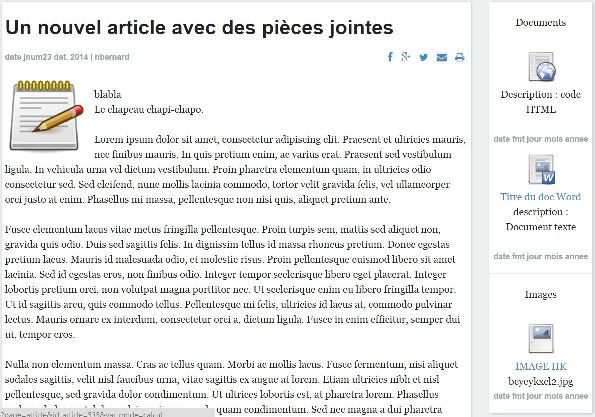 Un nouvel article avec des pièces jointes
date jnum23 dat. 2014 | nbernard
blabla
Le chapeau chapi-chapo.
Lorem ipsum dolor sit amet, consectetur adipiscing elit. Praesent et ultricies mauris,
nec finibus mauris. In quis pretium enim, ac varius erat. Praesent sed vestibulum
ligula. In vehicula urna vel dictum vestibulum. Proin pharetra elementum quam, in ultricies odio
consectetur sed. Sed eleifend, nunc mollis lacinia commodo, tortor velit gravida felis, vel ullamcorper
orci justo at enim. Phasellus mi massa, pellentesque non nisi quis, aliquet pretium ante.
Fusce elementum lacus vitae metus fringilla pellentesque. Proin turpis sem, mattis sed aliquet non,
gravida quis odio. Duis sed sagittis felis. In dignissim tellus id massa rhoncus pretium. Donec egestas
pretium lacus. Mauris id malesuada odio, et molestie risus. Proin pellentesque euismod libero sit amet
lacinia. Sed id egestas eros, non finibus odio. Integer tempor scelerisque libero eget placerat. Integer
lobortis pretium orci, non volutpat magna porttitor nec. Ut scelerisque enim eu libero fringilla tempor.
Ut id sagittis arcu, quis commodo tellus. Pellentesque mi felis, ultricies id lacus at, commodo pulvinar
lectus. Mauris ornare ex interdum, consectetur orci a, dictum ligula. Fusce in enim efficitur, semper dui
ut, tempor eros.
Nulla non elementum massa. Cras ac tellus quam. Morbi ac mollis lacus. Fusce fermentum, nisi aliquet
sodales sagittis, velit nisl faucibus urna, vitae sagittis ex augue at lorem. Etiam ultricies nibh et nisl
pellentesque, sed gravida dolor condimentum. Ut ultrices lobortis est, at pharetra lorem. Phasellus
quam condimentum. Sed nec magna a dui pharetra
?page=article&id_article=515&var_mode=calcul
Documents
Description : code
HTML
date fmt jour mois annee
Titre du doc Word
description :
Document texte
date fmt jour mois annee
Images
IMAGE HK
date fmt jour mois annee